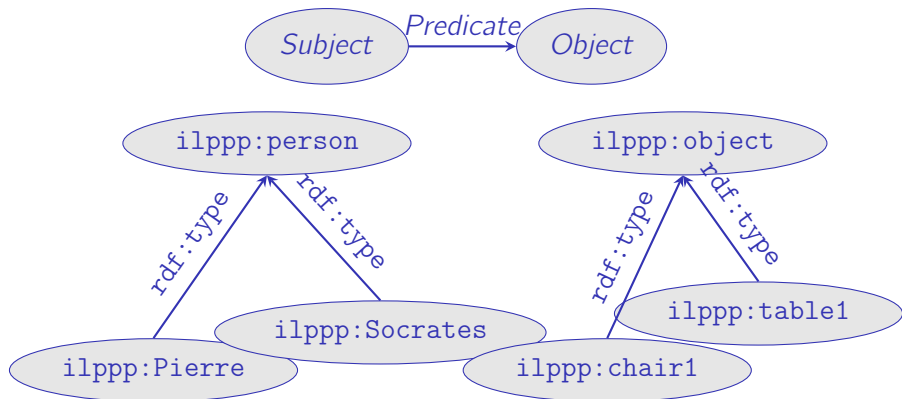 Subject Predicate Object
ilppp:person ilppp:object
rdf:type rdf:type rdf:type rdf:type
ilppp:Socrates ilppp:table1
ilppp:Pierre ilppp:chair1